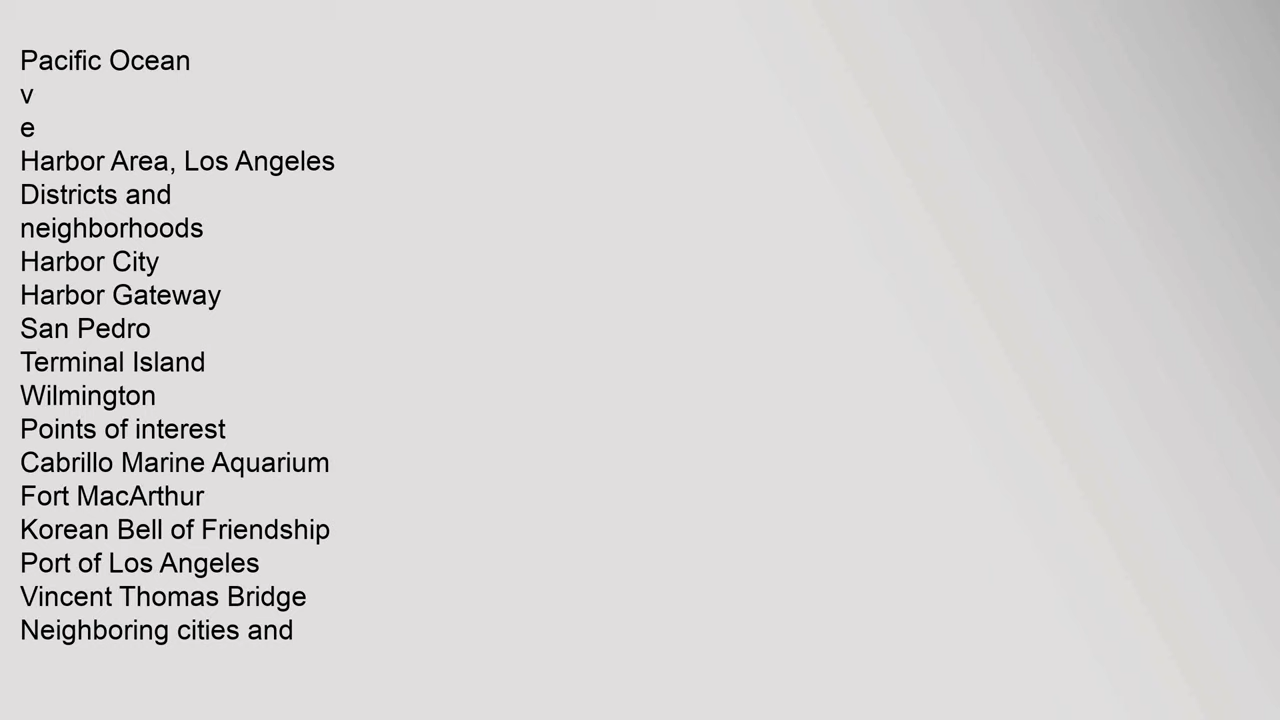 Pacific Ocean
v
e
Harbor Area, Los Angeles
Districts and
neighborhoods
Harbor City
Harbor Gateway
San Pedro
Terminal Island
Wilmington
Points of interest
Cabrillo Marine Aquarium
Fort MacArthur
Korean Bell of Friendship
Port of Los Angeles
Vincent Thomas Bridge
Neighboring cities and